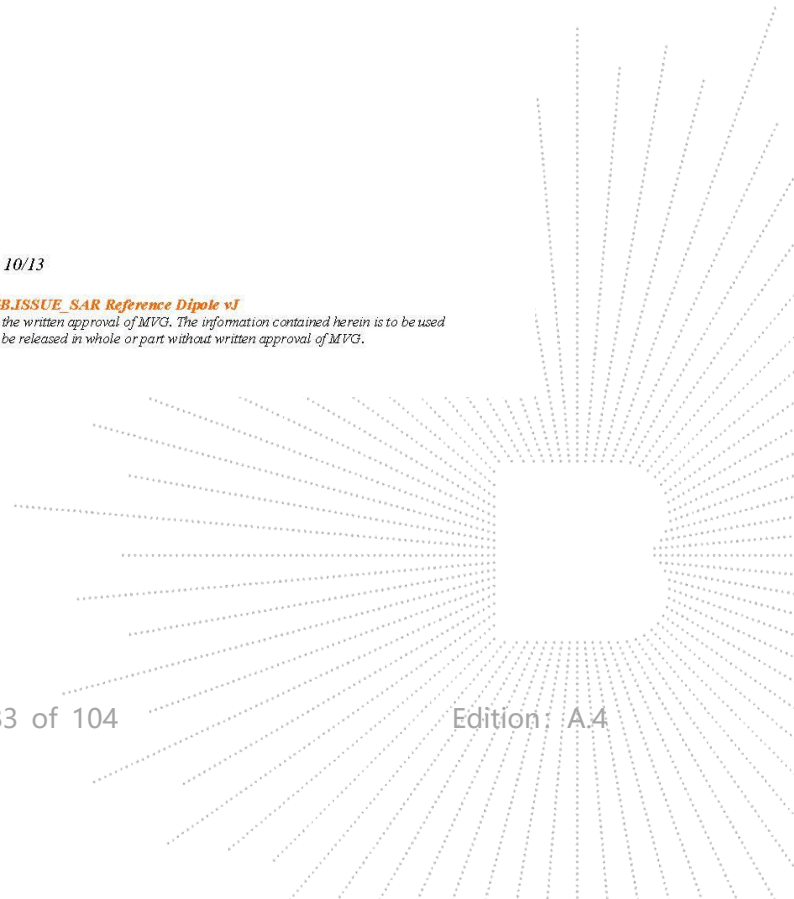 10/13
B.ISSUE_SAR Reference Dipole vJ
the written approval of MVG. The information contained herein is to be used
be released in whole or part without written approval of MVG.
3 of 104 Edition: A.4